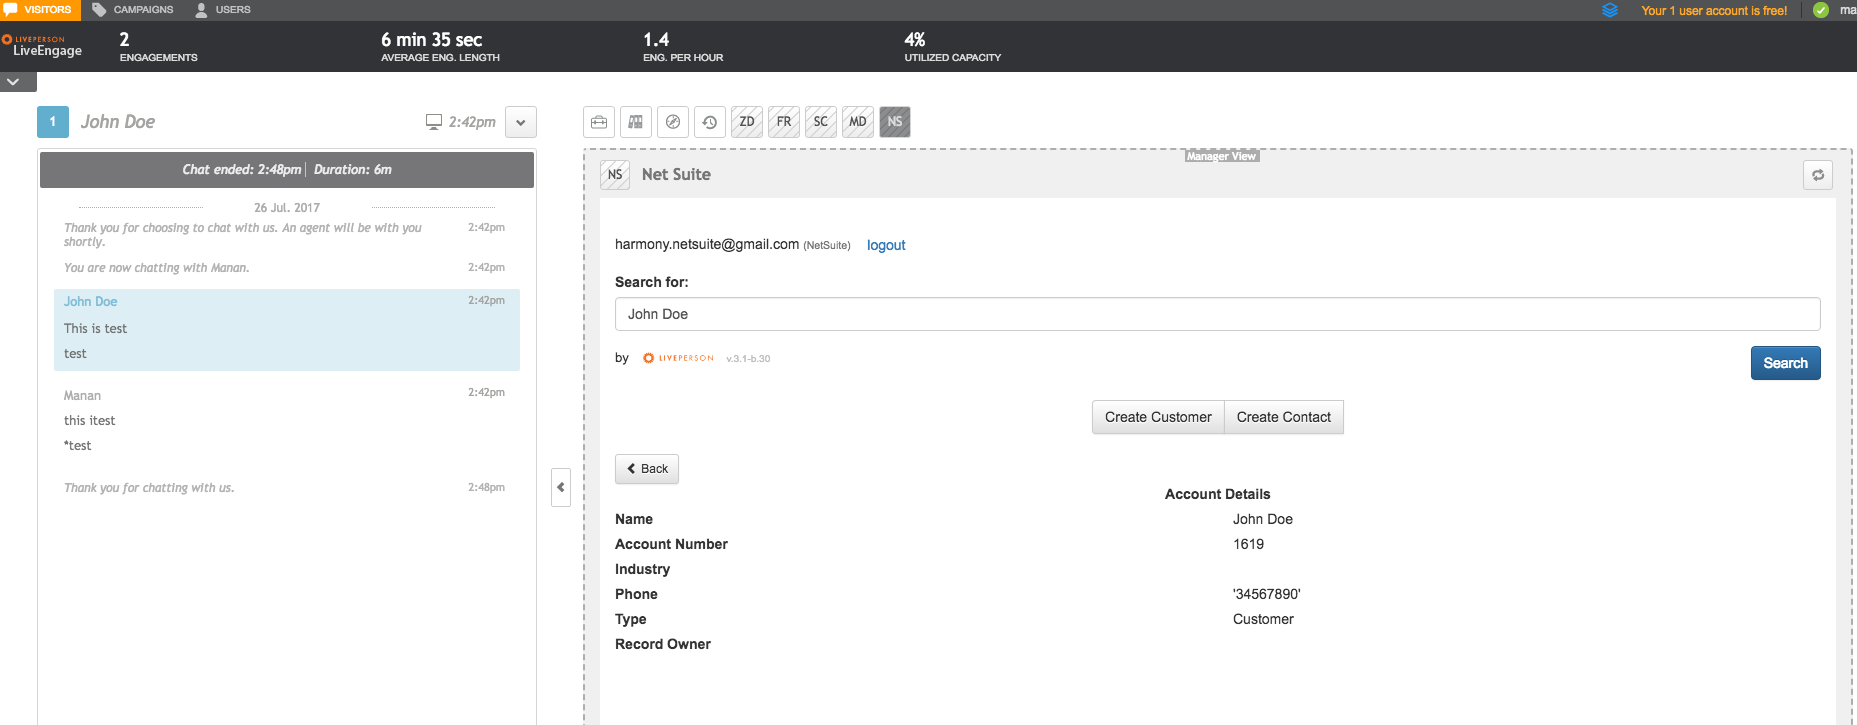 VISITORS CAMPAIGNS USERS Your 1 user account is free! ma
LIVEPERSON
LiveEngage
2
ENGAGEMENTS
6 min 35 sec
AVERAGE ENG. LENGTH
1.4
ENG. PER HOUR
4%
UTILIZED CAPACITY
1 John Doe 2:42pm
Chat ended: 2:48pm | Duration: 6m
26 Jul. 2017
Thank you for choosing to chat with us. An agent will be with you 2:42pm
shortly.
You are now chatting with Manan. 2:42pm
John Doe 2:42pm
This is test
test
Manan 2:42pm
this itest
*test
Thank you for chatting with us. 2:48pm
ZD FR SC MD NS
Manager View
NS Net Suite
harmony.netsuite@gmail.com (NetSuite) logout
Search for:
John Doe
by LIVEPERSON v.3.1-b.30
Search
Create Customer Create Contact
Back
Account Details
Name John Doe
Account Number 1619
Industry
Phone '34567890'
Type Customer
Record Owner